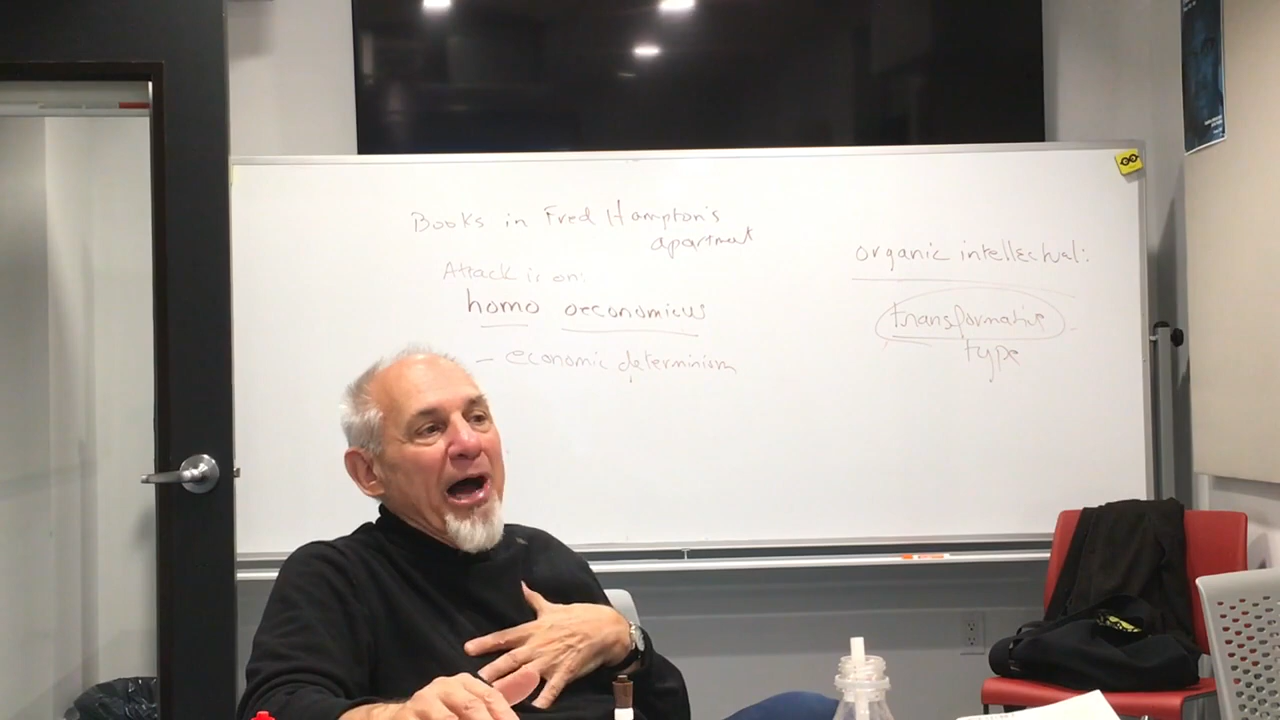 Books in Fred Hampton's
apartment
Attack is on:
homo oeconomicus
- economic determinism
organic intellectual:
transformative
type